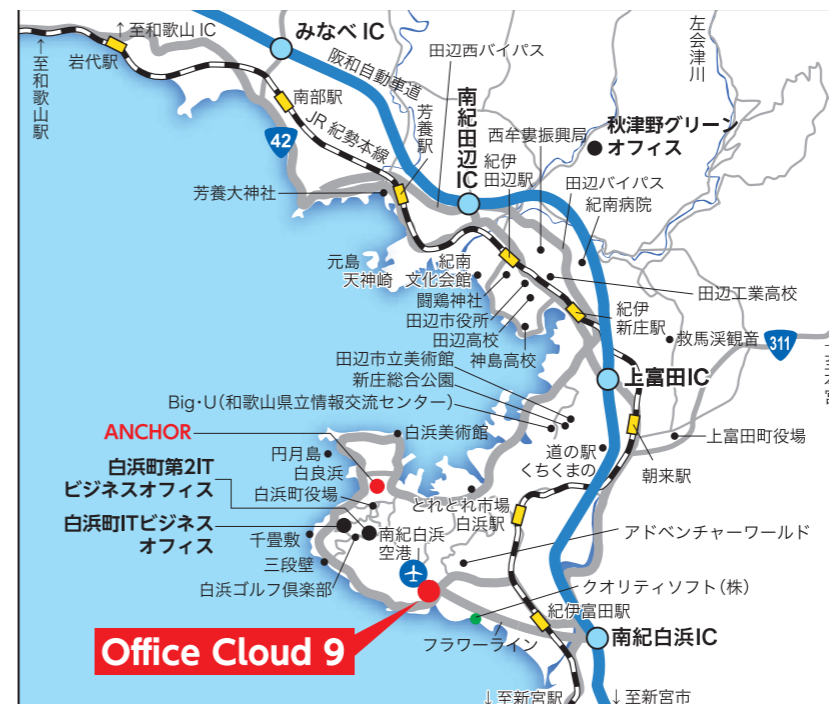 ↑至和歌山 IC
みなべ IC
左会津川
↑至和歌山駅
岩代駅
阪和自動車道
田辺西バイパス
南部駅
JR 紀勢本線
芳養駅
南紀田辺IC
西牟婁振興局
秋津野グリーン
オフィス
42
紀伊
田辺駅
田辺バイパス
紀南病院
芳養大神社
元島
天神崎
紀南
文化会館
闘鶏神社
田辺市役所
田辺高校
神島高校
田辺工業高校
紀伊
新庄駅
救馬渓観音
311
田辺市立美術館
新庄総合公園
Big・U(和歌山県立情報交流センター)
上富田IC
ANCHOR
白浜美術館
円月島
白良浜
白浜町役場
道の駅
くちくまの
上富田町役場
朝来駅
白浜町第2IT
ビジネスオフィス
とれとれ市場
白浜駅
白浜町ITビジネス
オフィス
南紀白浜
空港
アドベンチャーワールド
千畳敷
三段壁
白浜ゴルフ倶楽部
クオリティソフト(株)
紀伊富田駅
Office Cloud 9
フラワーライン
南紀白浜IC
↓至新宮駅
↓至新宮市